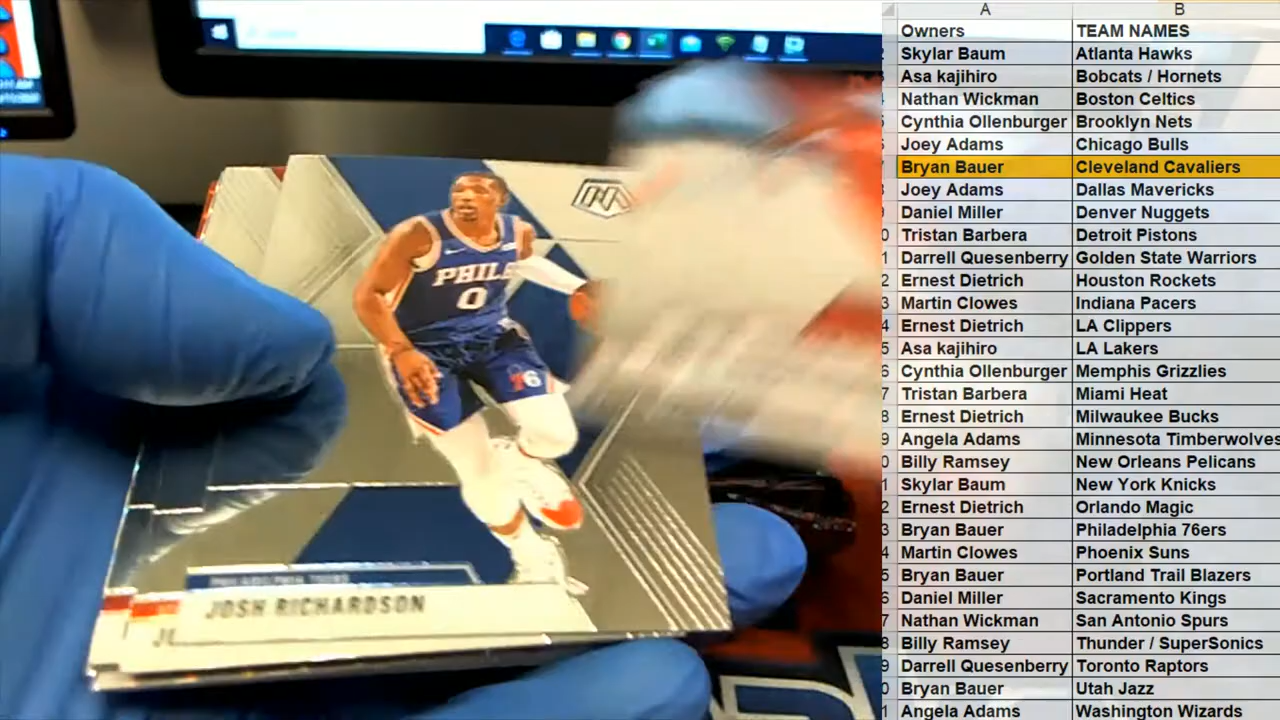 A B
Owners TEAM NAMES
Skylar Baum Atlanta Hawks
Asa kajihiro Bobcats / Hornets
Nathan Wickman Boston Celtics
Cynthia Ollenburger Brooklyn Nets
Joey Adams Chicago Bulls
Bryan Bauer Cleveland Cavaliers
Joey Adams Dallas Mavericks
Daniel Miller Denver Nuggets
Tristan Barbera Detroit Pistons
Darrell Quesenberry Golden State Warriors
Ernest Dietrich Houston Rockets
Martin Clowes Indiana Pacers
Ernest Dietrich LA Clippers
Asa kajihiro LA Lakers
Cynthia Ollenburger Memphis Grizzlies
Tristan Barbera Miami Heat
Ernest Dietrich Milwaukee Bucks
Angela Adams Minnesota Timberwolves
Billy Ramsey New Orleans Pelicans
Skylar Baum New York Knicks
Ernest Dietrich Orlando Magic
Bryan Bauer Philadelphia 76ers
Martin Clowes Phoenix Suns
Bryan Bauer Portland Trail Blazers
Daniel Miller Sacramento Kings
Nathan Wickman San Antonio Spurs
Billy Ramsey Thunder / SuperSonics
Darrell Quesenberry Toronto Raptors
Bryan Bauer Utah Jazz
Angela Adams Washington Wizards
PHIL
0
76
PHILADELPHIA 76ERS
JOSH RICHARDSON